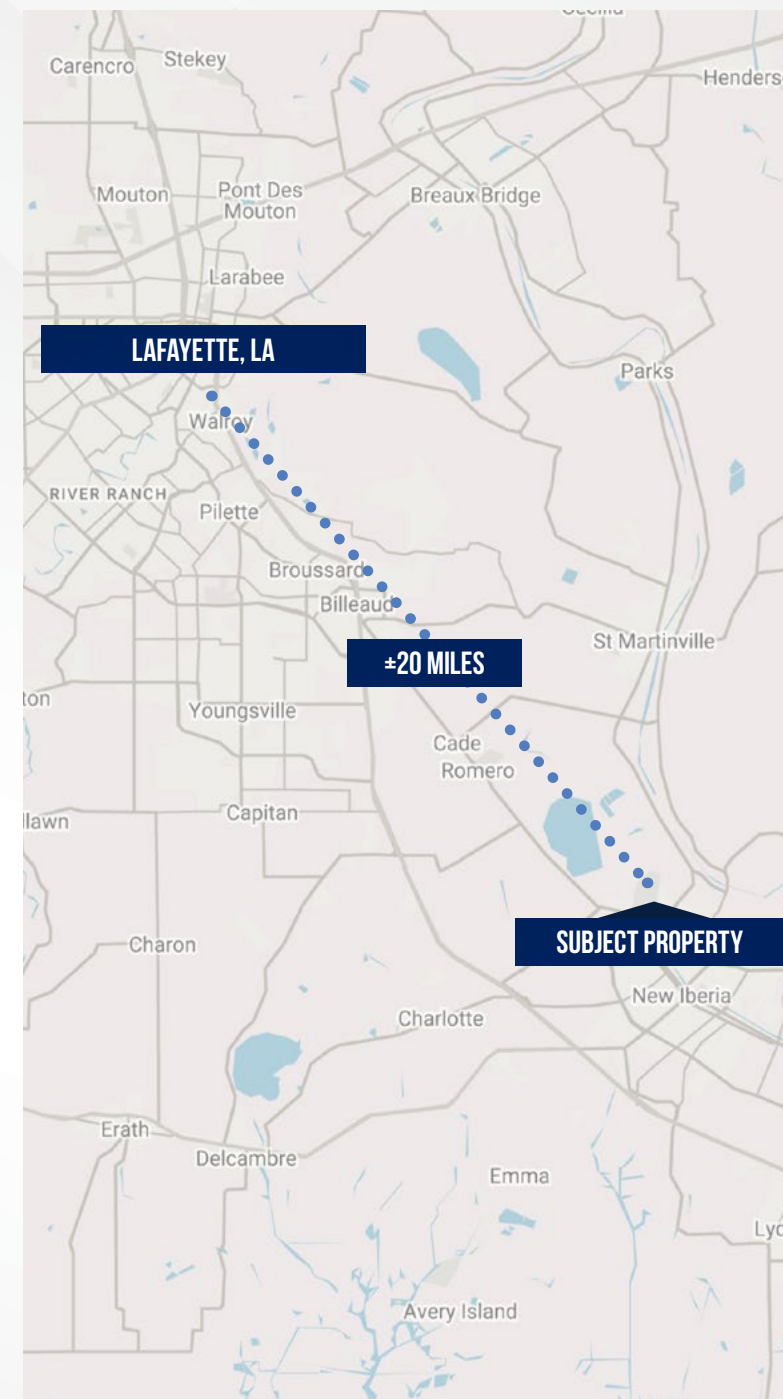 Cecilia
Carencro
Stekey
Henders
Mouton
Pont Des
Mouton
Breaux Bridge
Larabee
LAFAYETTE, LA
Parks
Walroy
RIVER RANCH
Pilette
Broussard
Billeaud
St Martinville
±20 MILES
ton
Youngsville
Cade
Romero
Capitan
llawn
SUBJECT PROPERTY
Charon
New Iberia
Charlotte
Erath
Delcambre
Emma
Lyd
Avery Island